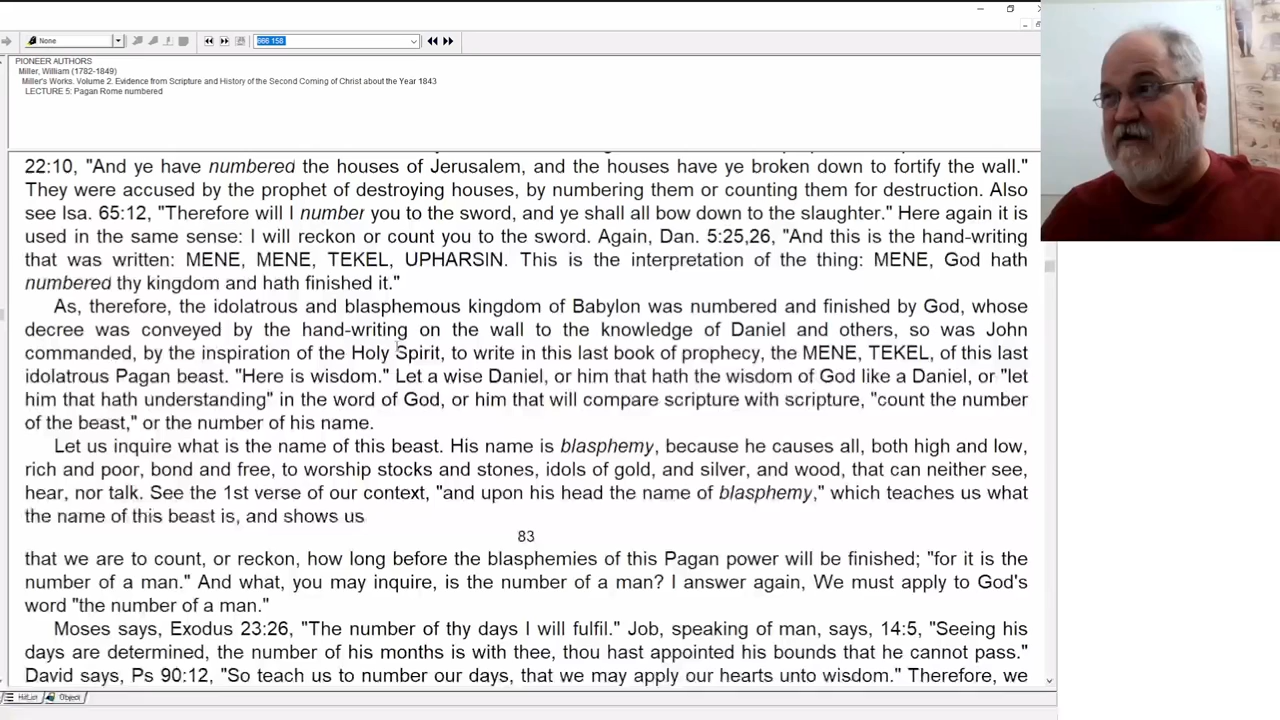 None
666 158
PIONEER AUTHORS
Miller, William (1782-1849)
Miller's Works. Volume 2. Evidence from Scripture and History of the Second Coming of Christ about the Year 1843
LECTURE 5: Pagan Rome numbered
22:10, "And ye have numbered the houses of Jerusalem, and the houses have ye broken down to fortify the wall."
They were accused by the prophet of destroying houses, by numbering them or counting them for destruction. Also
see Isa. 65:12, "Therefore will I number you to the sword, and ye shall all bow down to the slaughter." Here again it is
used in the same sense: I will reckon or count you to the sword. Again, Dan. 5:25,26, "And this is the hand-writing
that was written: MENE, MENE, TEKEL, UPHARSIN. This is the interpretation of the thing: MENE, God hath
numbered thy kingdom and hath finished it."
As, therefore, the idolatrous and blasphemous kingdom of Babylon was numbered and finished by God, whose
decree was conveyed by the hand-writing on the wall to the knowledge of Daniel and others, so was John
commanded, by the inspiration of the Holy Spirit, to write in this last book of prophecy, the MENE, TEKEL, of this last
idolatrous Pagan beast. "Here is wisdom." Let a wise Daniel, or him that hath the wisdom of God like a Daniel, or "let
him that hath understanding" in the word of God, or him that will compare scripture with scripture, "count the number
of the beast," or the number of his name.
Let us inquire what is the name of this beast. His name is blasphemy, because he causes all, both high and low,
rich and poor, bond and free, to worship stocks and stones, idols of gold, and silver, and wood, that can neither see,
hear, nor talk. See the 1st verse of our context, "and upon his head the name of blasphemy," which teaches us what
the name of this beast is, and shows us
83
that we are to count, or reckon, how long before the blasphemies of this Pagan power will be finished; "for it is the
number of a man." And what, you may inquire, is the number of a man? I answer again, We must apply to God's
word "the number of a man."
Moses says, Exodus 23:26, "The number of thy days I will fulfil." Job, speaking of man, says, 14:5, "Seeing his
days are determined, the number of his months is with thee, thou hast appointed his bounds that he cannot pass."
David says, Ps 90:12, "So teach us to number our days, that we may apply our hearts unto wisdom." Therefore, we
HitList Object